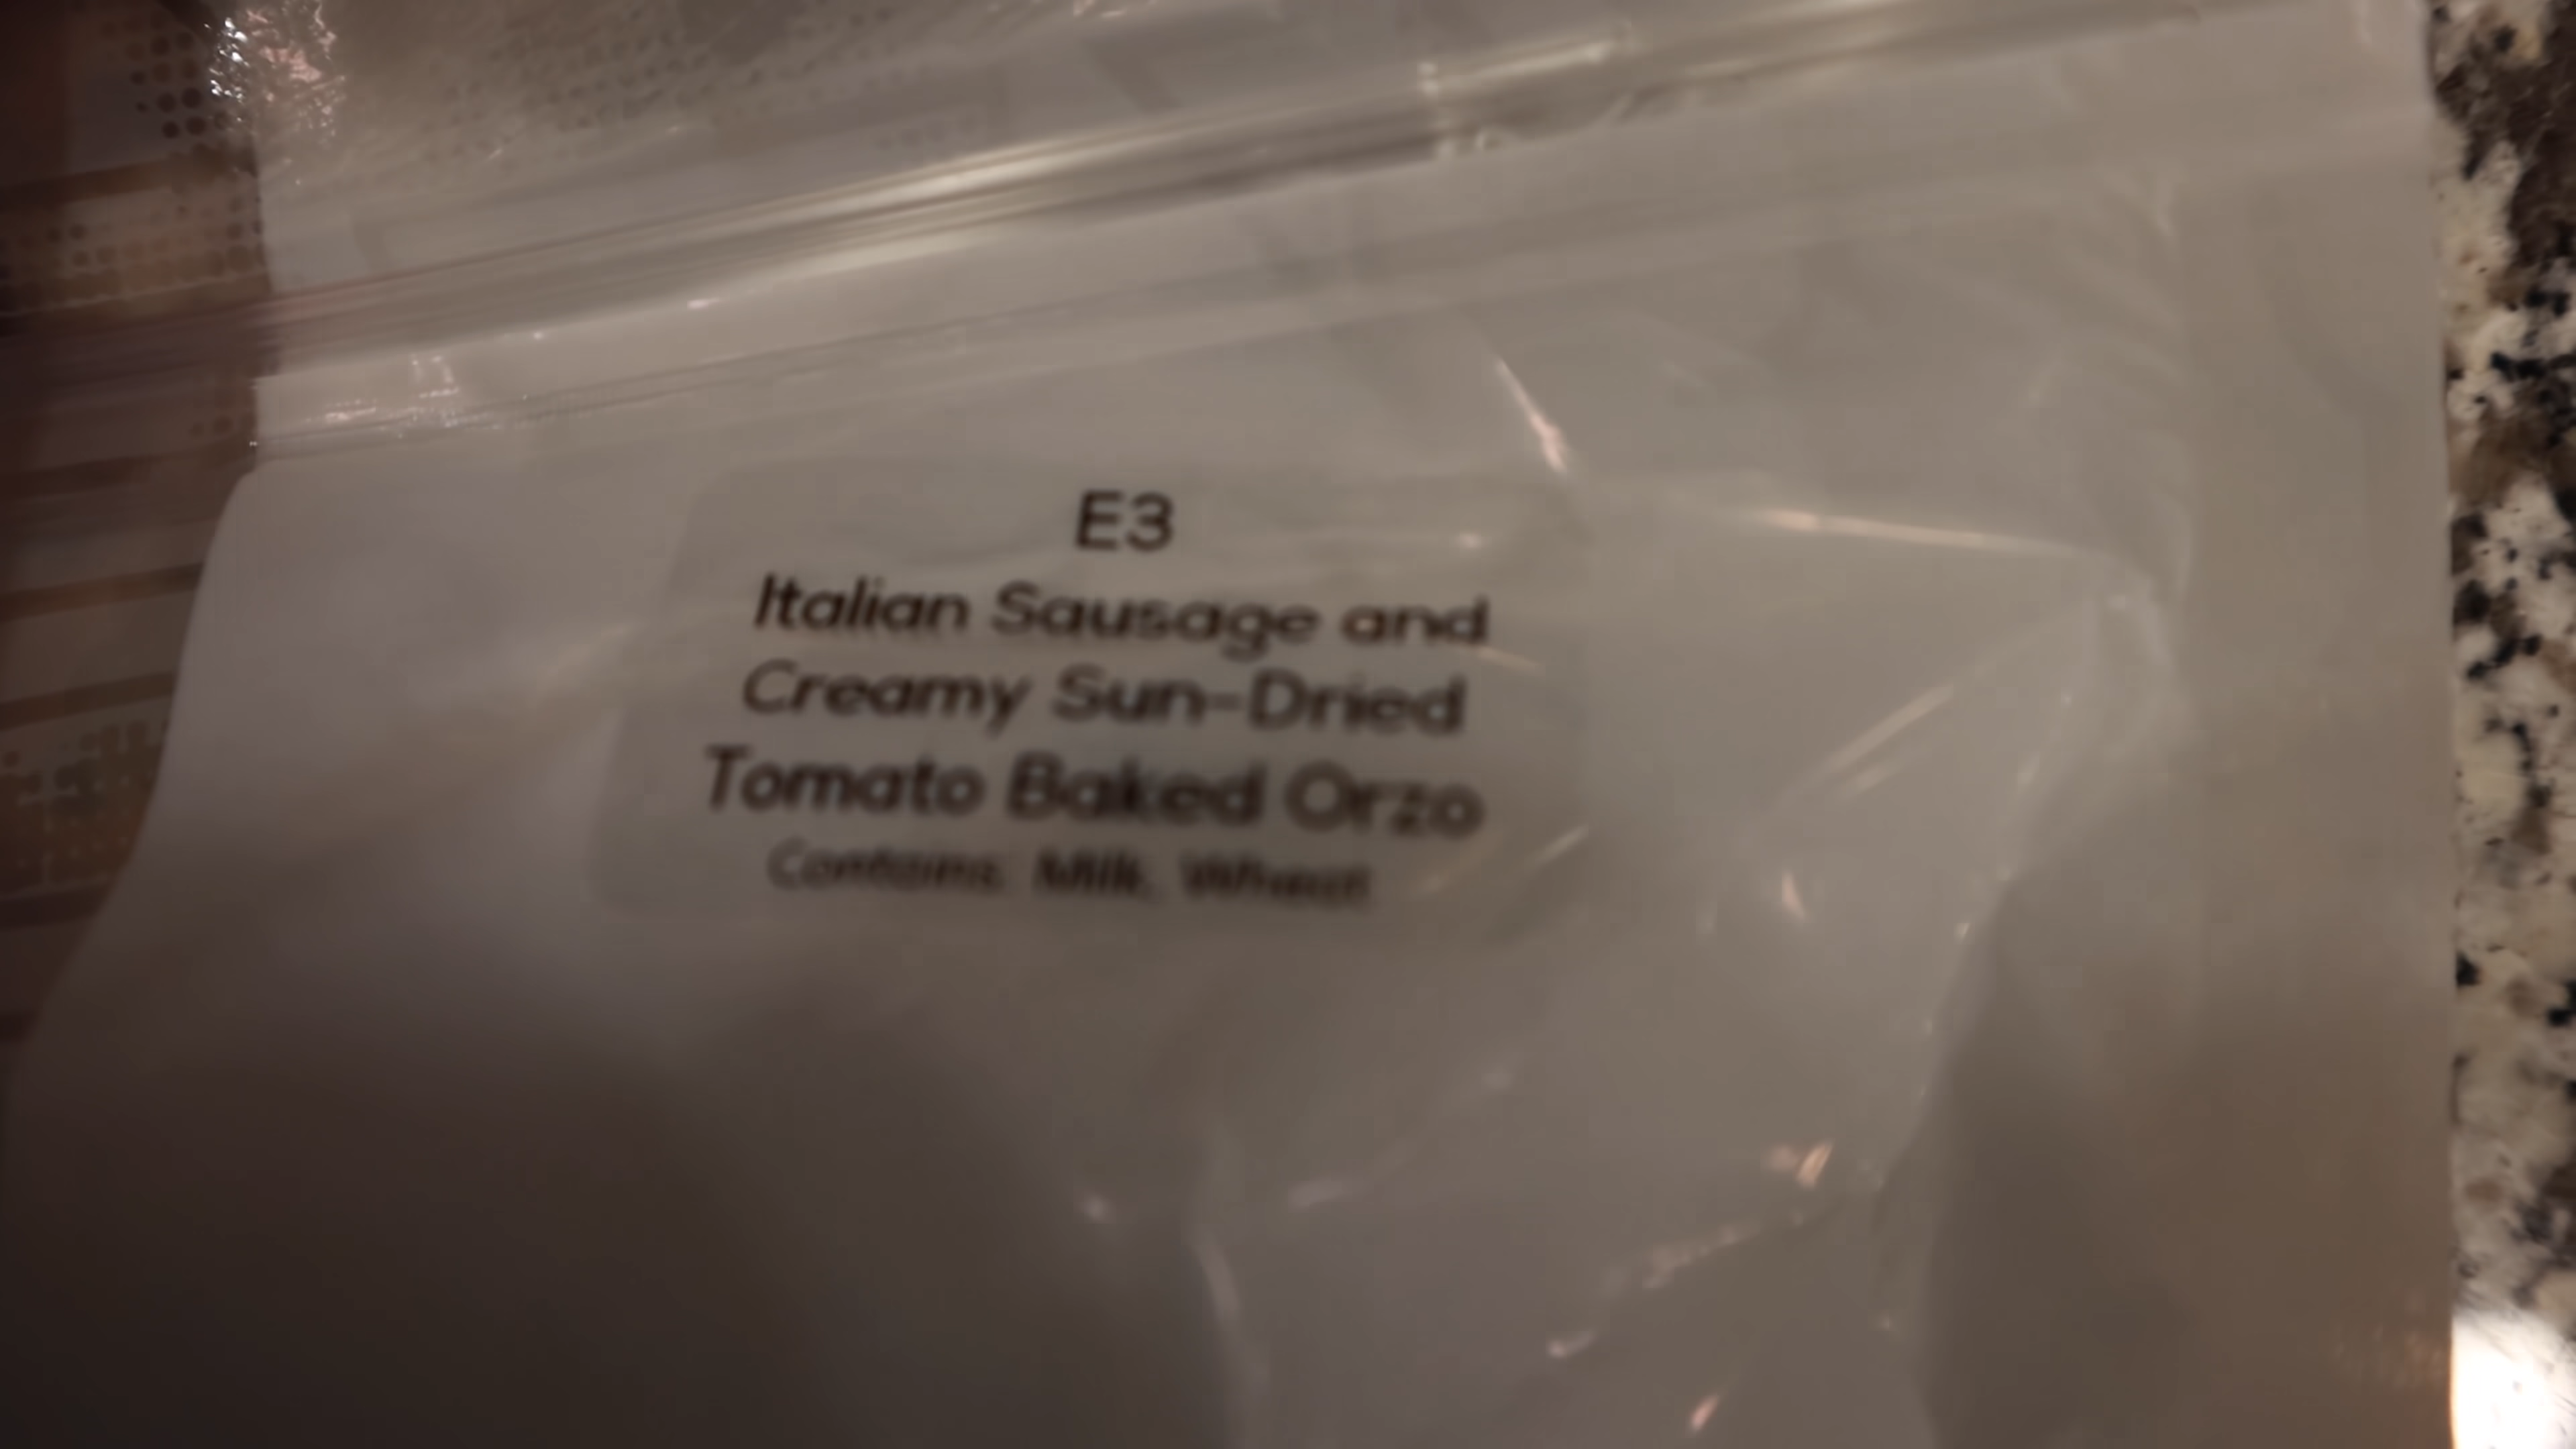 E3
Italian Sausage and
Creamy Sun-Dried
Tomato Baked Orzo
Contains: Milk, Wheat